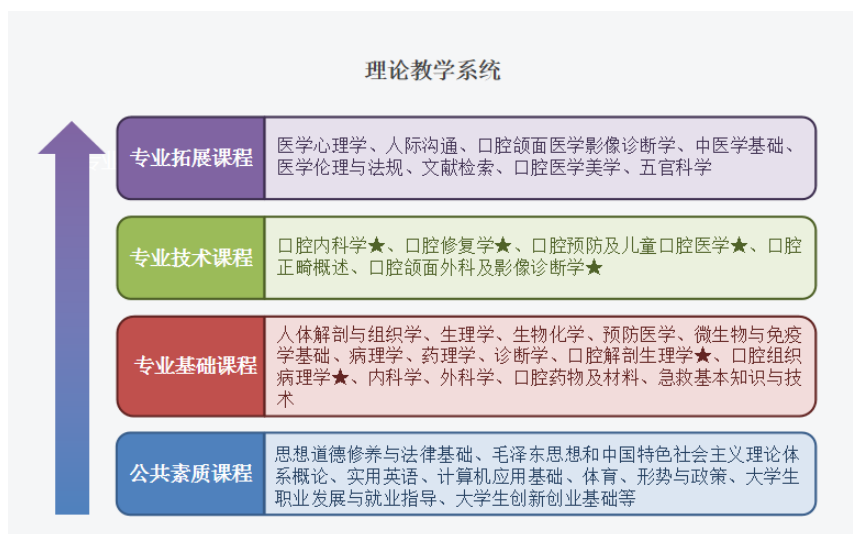 理论教学系统
专业拓展课程
医学心理学、人际沟通、口腔颌面医学影像诊断学、中医学基础、
医学伦理与法规、文献检索、口腔医学美学、五官科学
专业技术课程
口腔内科学★、口腔修复学★、口腔预防及儿童口腔医学★、口腔
正畸概述、口腔颌面外科及影像诊断学★
专业基础课程
人体解剖与组织学、生理学、生物化学、预防医学、微生物与免疫
学基础、病理学、药理学、诊断学、口腔解剖生理学★、口腔组织
病理学★、内科学、外科学、口腔药物及材料、急救基本知识与技
术
公共素质课程
思想道德修养与法律基础、毛泽东思想和中国特色社会主义理论体
系概论、实用英语、计算机应用基础、体育、形势与政策、大学生
职业发展与就业指导、大学生创新创业基础等